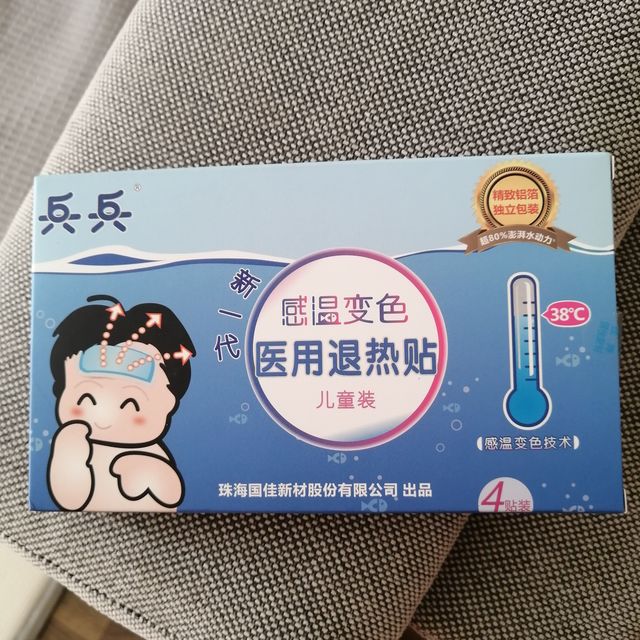 兵兵®
精致铝箔
独立包装
超80%澎湃水动力
新一代
感温变色
医用退热贴
儿童装
38℃
感温变色技术
珠海国佳新材股份有限公司 出品
4贴装